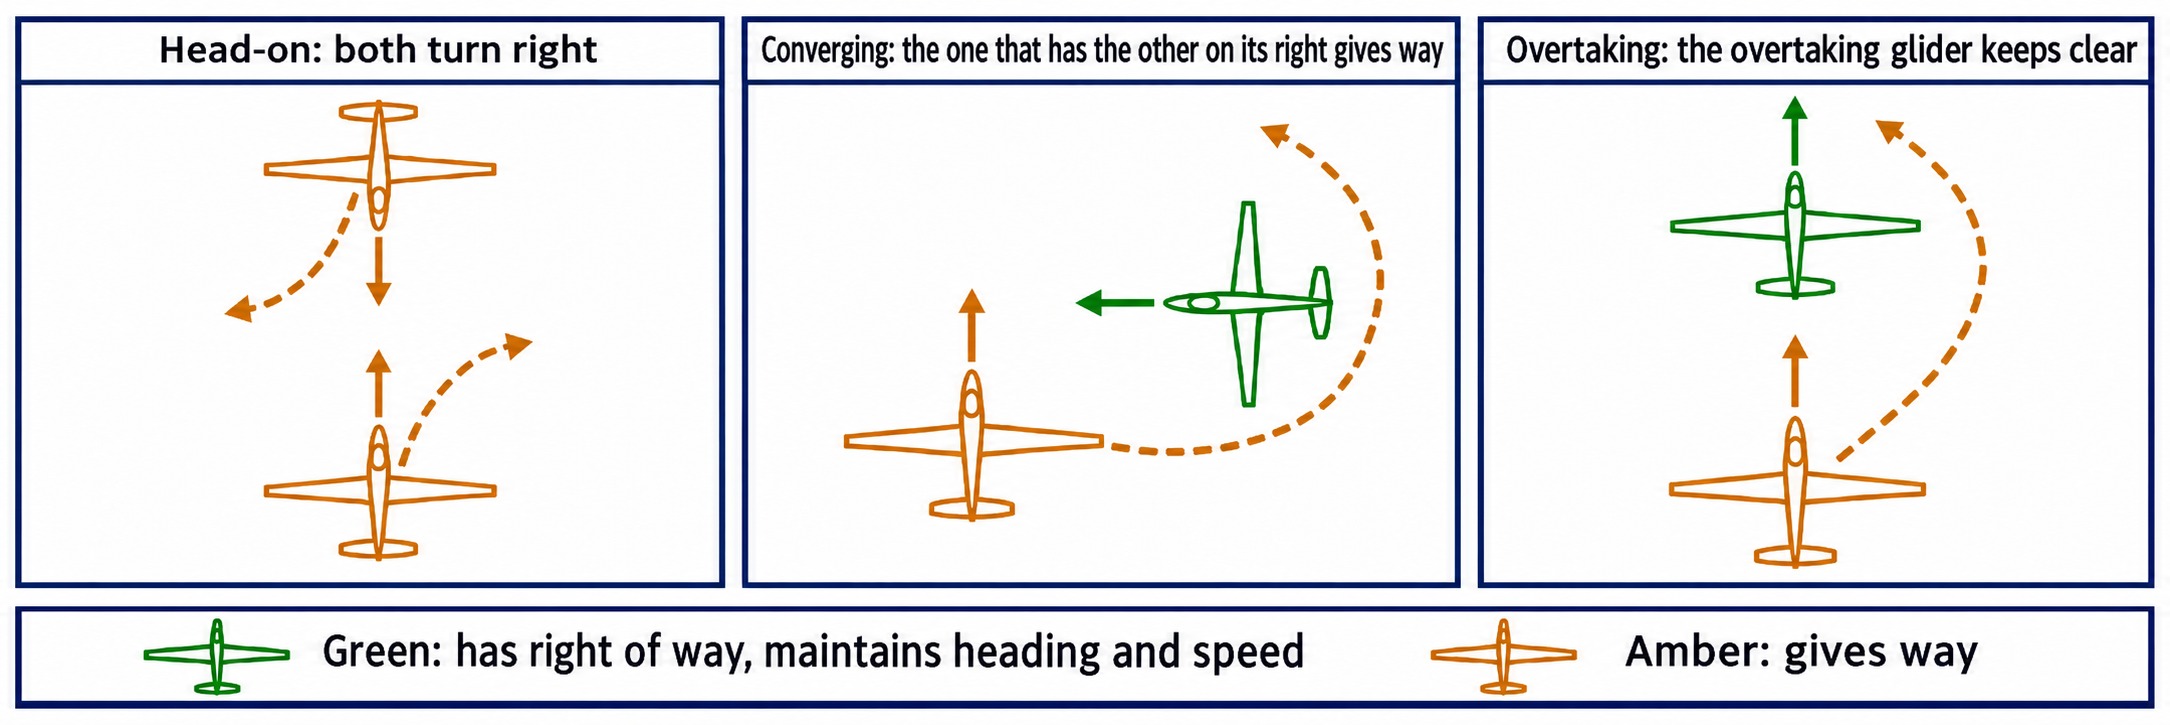 Head-on: both turn right
Converging: the one that has the other on its right gives way
Overtaking: the overtaking glider keeps clear
Green: has right of way, maintains heading and speed
Amber: gives way